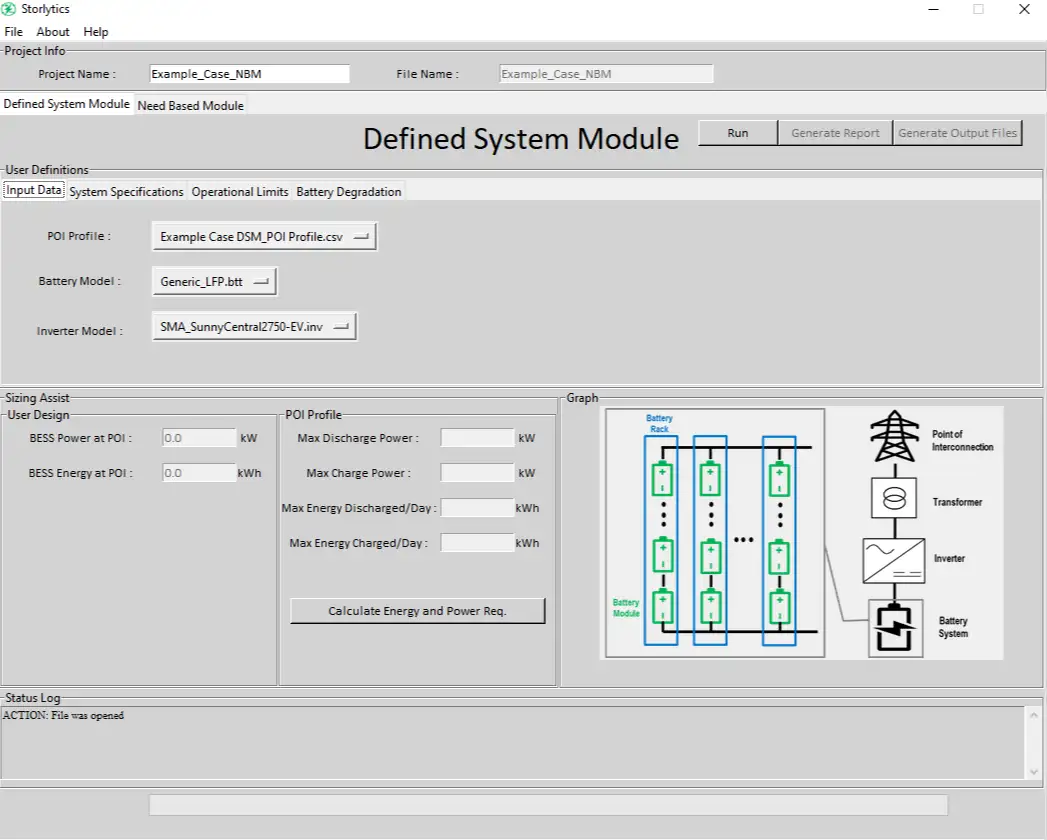 Storlytics
File About Help
Project Info
Project Name : Example_Case_NBM File Name : Example_Case_NBM
Defined System Module Need Based Module
Defined System Module Run Generate Report Generate Output Files
User Definitions
Input Data System Specifications Operational Limits Battery Degradation
POI Profile : Example Case DSM_POI Profile.csv
Battery Model : Generic_LFP.btt
Inverter Model : SMA_SunnyCentral2750-EV.inv
Sizing Assist
User Design
BESS Power at POI : 0.0 kW
BESS Energy at POI : 0.0 kWh
POI Profile
Max Discharge Power : kW
Max Charge Power : kW
Max Energy Discharged/Day : kWh
Max Energy Charged/Day : kWh
Calculate Energy and Power Req.
Graph
Battery
Rack
Battery
Module
Point of
Interconnection
Transformer
Inverter
Battery
System
Status Log
ACTION: File was opened